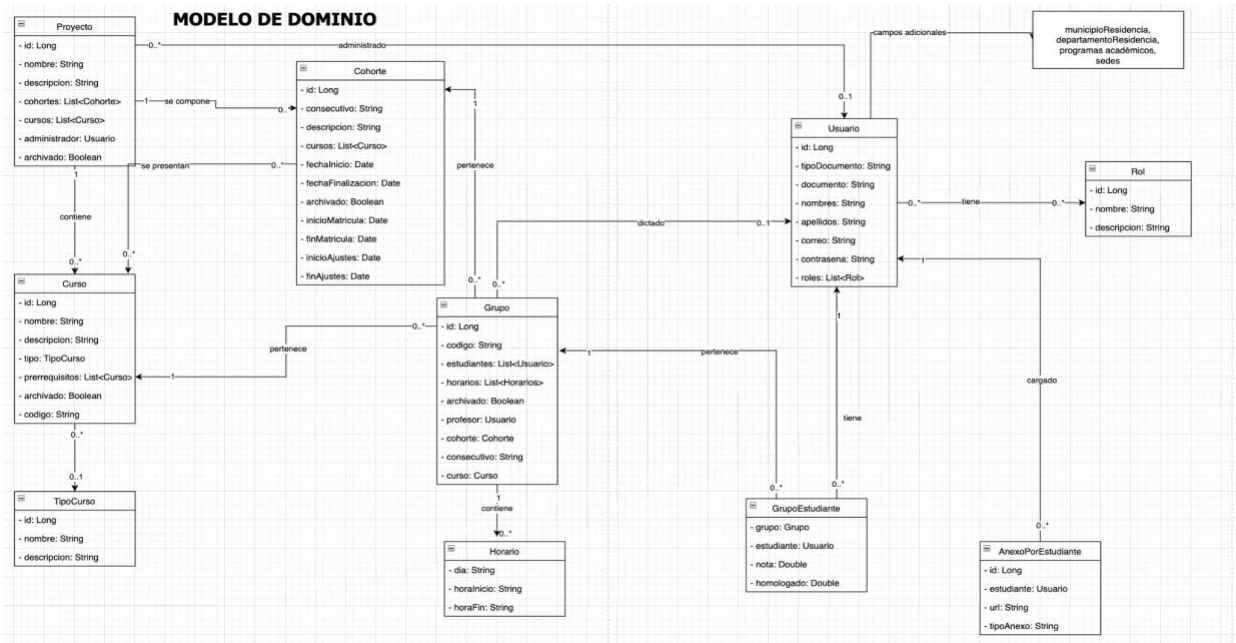 MODELO DE DOMINIO
Proyecto
- id: Long
- nombre: String
- descripcion: String
- cohortes: List<Cohorte>
- cursos: List<Curso>
- administrador: Usuario
- archivado: Boolean
0..*
administrado
0..1
1
se compone
0..*
Cohorte
- id: Long
- consecutivo: String
- descripcion: String
- cursos: List<Curso>
- fechaInicio: Date
- fechaFinalizacion: Date
- archivado: Boolean
- inicioMatricula: Date
- finMatricula: Date
- inicioAjustes: Date
- finAjustes: Date
se presentan
0..*
0..*
1
contiene
0..*
1
pertenece
0..*
campos adicionales
municipioResidencia,
departamentoResidencia,
programas académicos,
sedes
Usuario
- id: Long
- tipoDocumento: String
- documento: String
- nombres: String
- apellidos: String
- correo: String
- contrasena: String
- roles: List<Rol>
0..*
tiene
0..*
Rol
- id: Long
- nombre: String
- descripcion: String
dictado
0..1
0..*
Curso
- id: Long
- nombre: String
- descripcion: String
- tipo: TipoCurso
- prerrequisitos: List<Curso>
- archivado: Boolean
- codigo: String
0..*
pertenece
1
Grupo
- id: Long
- codigo: String
- estudiantes: List<Usuario>
- horarios: List<Horarios>
- archivado: Boolean
- profesor: Usuario
- cohorte: Cohorte
- consecutivo: String
- curso: Curso
1
pertenece
0..*
1
tiene
0..*
1
cargado
0..*
0..*
0..1
TipoCurso
- id: Long
- nombre: String
- descripcion: String
1
contiene
0..*
Horario
- dia: String
- horaInicio: String
- horaFin: String
GrupoEstudiante
- grupo: Grupo
- estudiante: Usuario
- nota: Double
- homologado: Double
AnexoPorEstudiante
- id: Long
- estudiante: Usuario
- url: String
- tipoAnexo: String